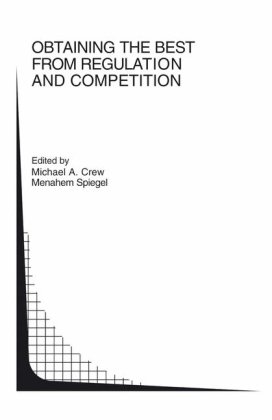 OBTAINING THE BEST
FROM REGULATION
AND COMPETITION
Edited by
Michael A. Crew
Menahem Spiegel